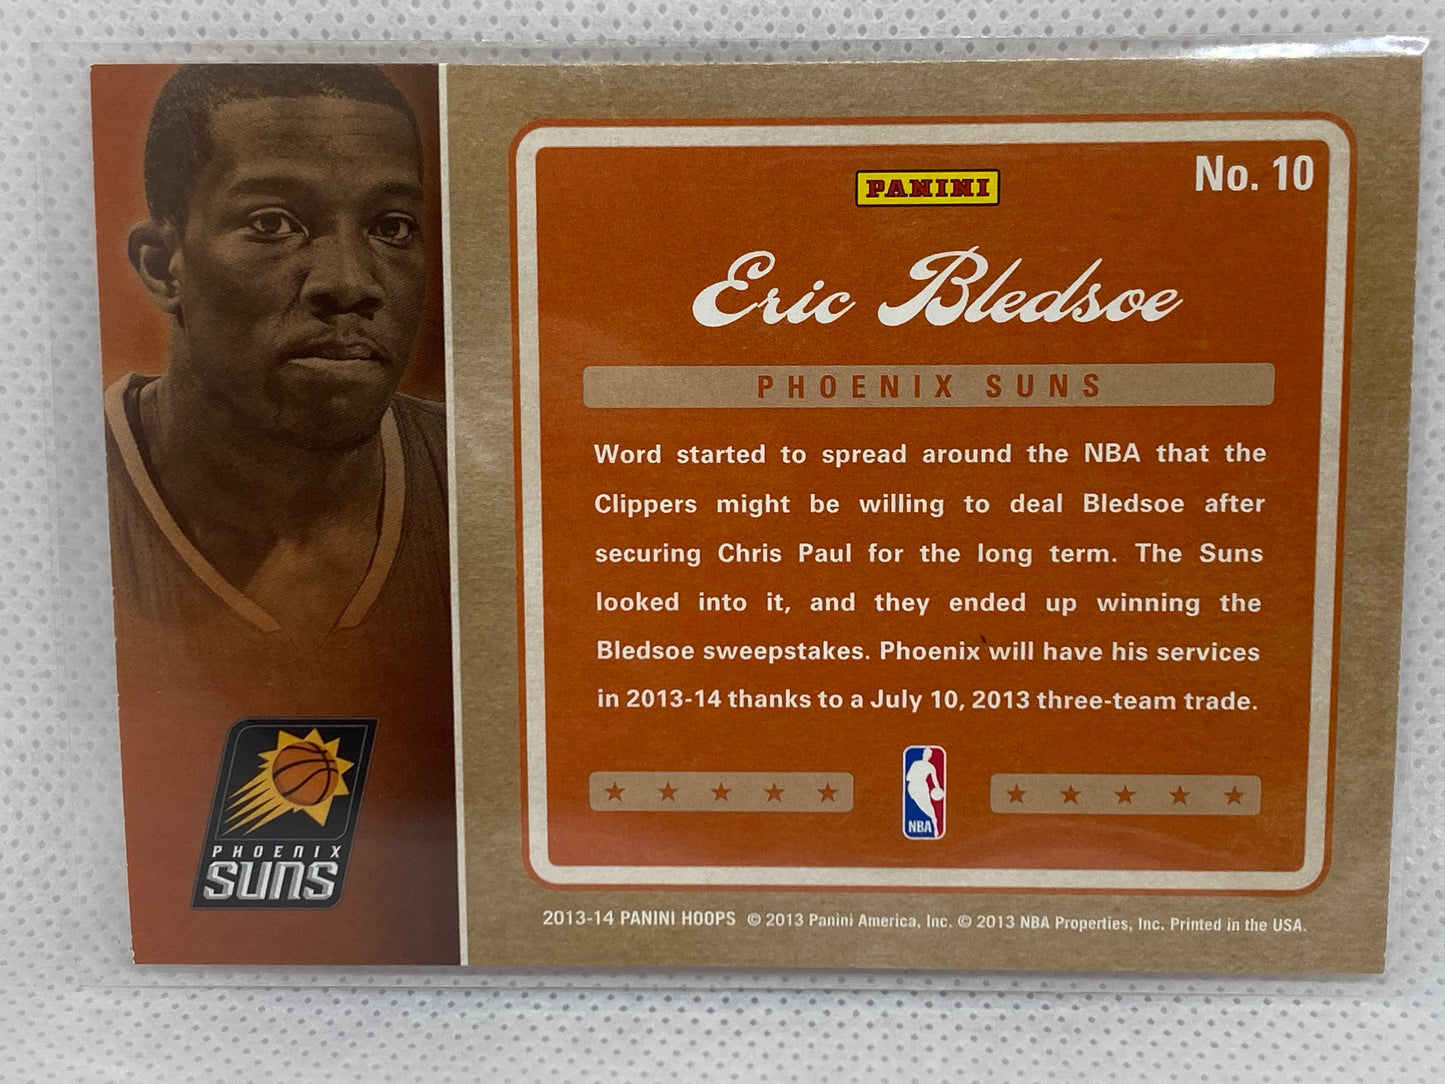 No. 10
PANINI
Eric Bledsoe
PHOENIX SUNS
Word started to spread around the NBA that the
Clippers might be willing to deal Bledsoe after
securing Chris Paul for the long term. The Suns
looked into it, and they ended up winning the
Bledsoe sweepstakes. Phoenix will have his services
in 2013-14 thanks to a July 10, 2013 three-team trade.
NBA
PHOENIX
SUNS
2013-14 PANINI HOOPS © 2013 Panini America, Inc. © 2013 NBA Properties, Inc. Printed in the USA.